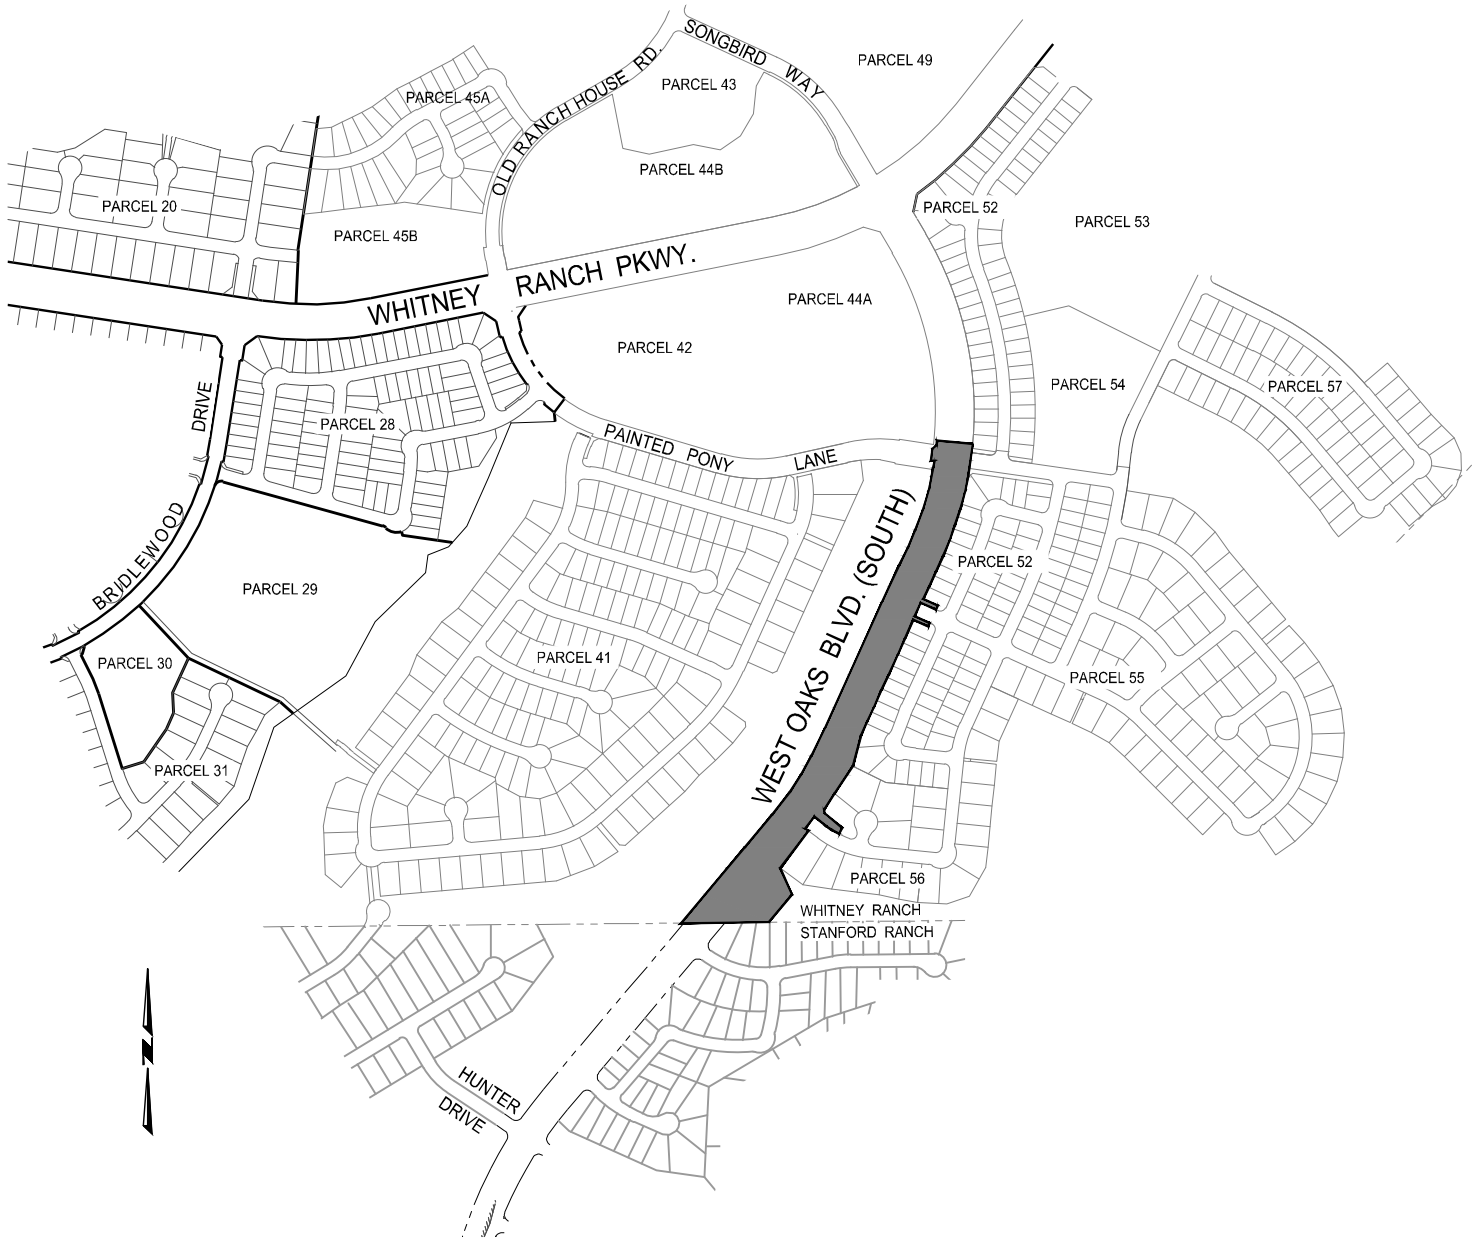 SONGBIRD WAY
OLD RANCH HOUSE RD.
PARCEL 49
PARCEL 43
PARCEL 45A
PARCEL 44B
PARCEL 20
PARCEL 52
PARCEL 53
PARCEL 45B
WHITNEY RANCH PKWY.
PARCEL 44A
PARCEL 42
PARCEL 54
PARCEL 57
BRIDLEWOOD DRIVE
PARCEL 28
PAINTED PONY LANE
WEST OAKS BLVD. (SOUTH)
PARCEL 52
PARCEL 29
PARCEL 30
PARCEL 41
PARCEL 55
PARCEL 31
PARCEL 56
WHITNEY RANCH
STANFORD RANCH
N
HUNTER
DRIVE